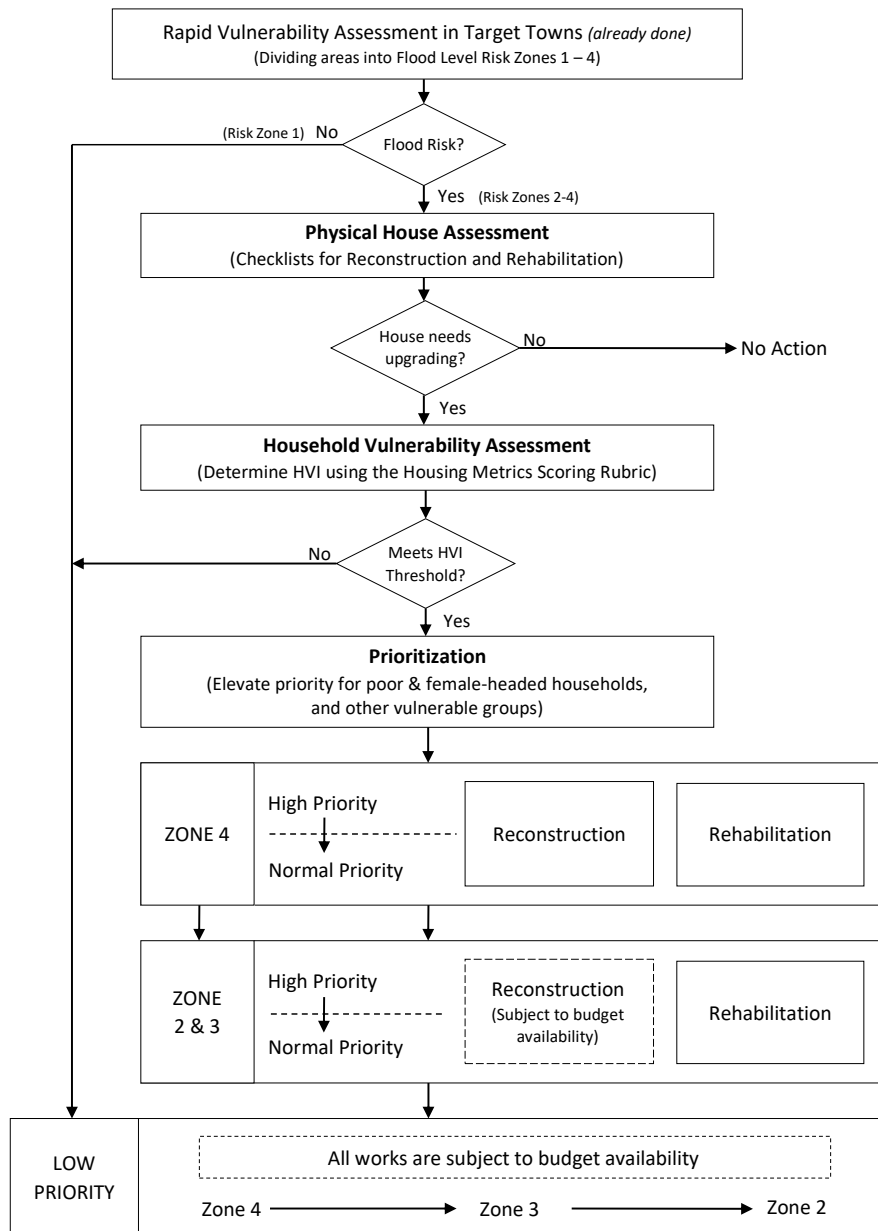 Rapid Vulnerability Assessment in Target Towns (already done)
(Dividing areas into Flood Level Risk Zones 1 – 4)
(Risk Zone 1) No
Flood Risk?
Yes (Risk Zones 2-4)
Physical House Assessment
(Checklists for Reconstruction and Rehabilitation)
House needs
upgrading?
No
No Action
Yes
Household Vulnerability Assessment
(Determine HVI using the Housing Metrics Scoring Rubric)
No
Meets HVI
Threshold?
Yes
Prioritization
(Elevate priority for poor & female-headed households,
and other vulnerable groups)
ZONE 4
High Priority
Normal Priority
Reconstruction
Rehabilitation
ZONE
2 & 3
High Priority
Normal Priority
Reconstruction
(Subject to budget
availability)
Rehabilitation
LOW
PRIORITY
All works are subject to budget availability
Zone 4 Zone 3 Zone 2